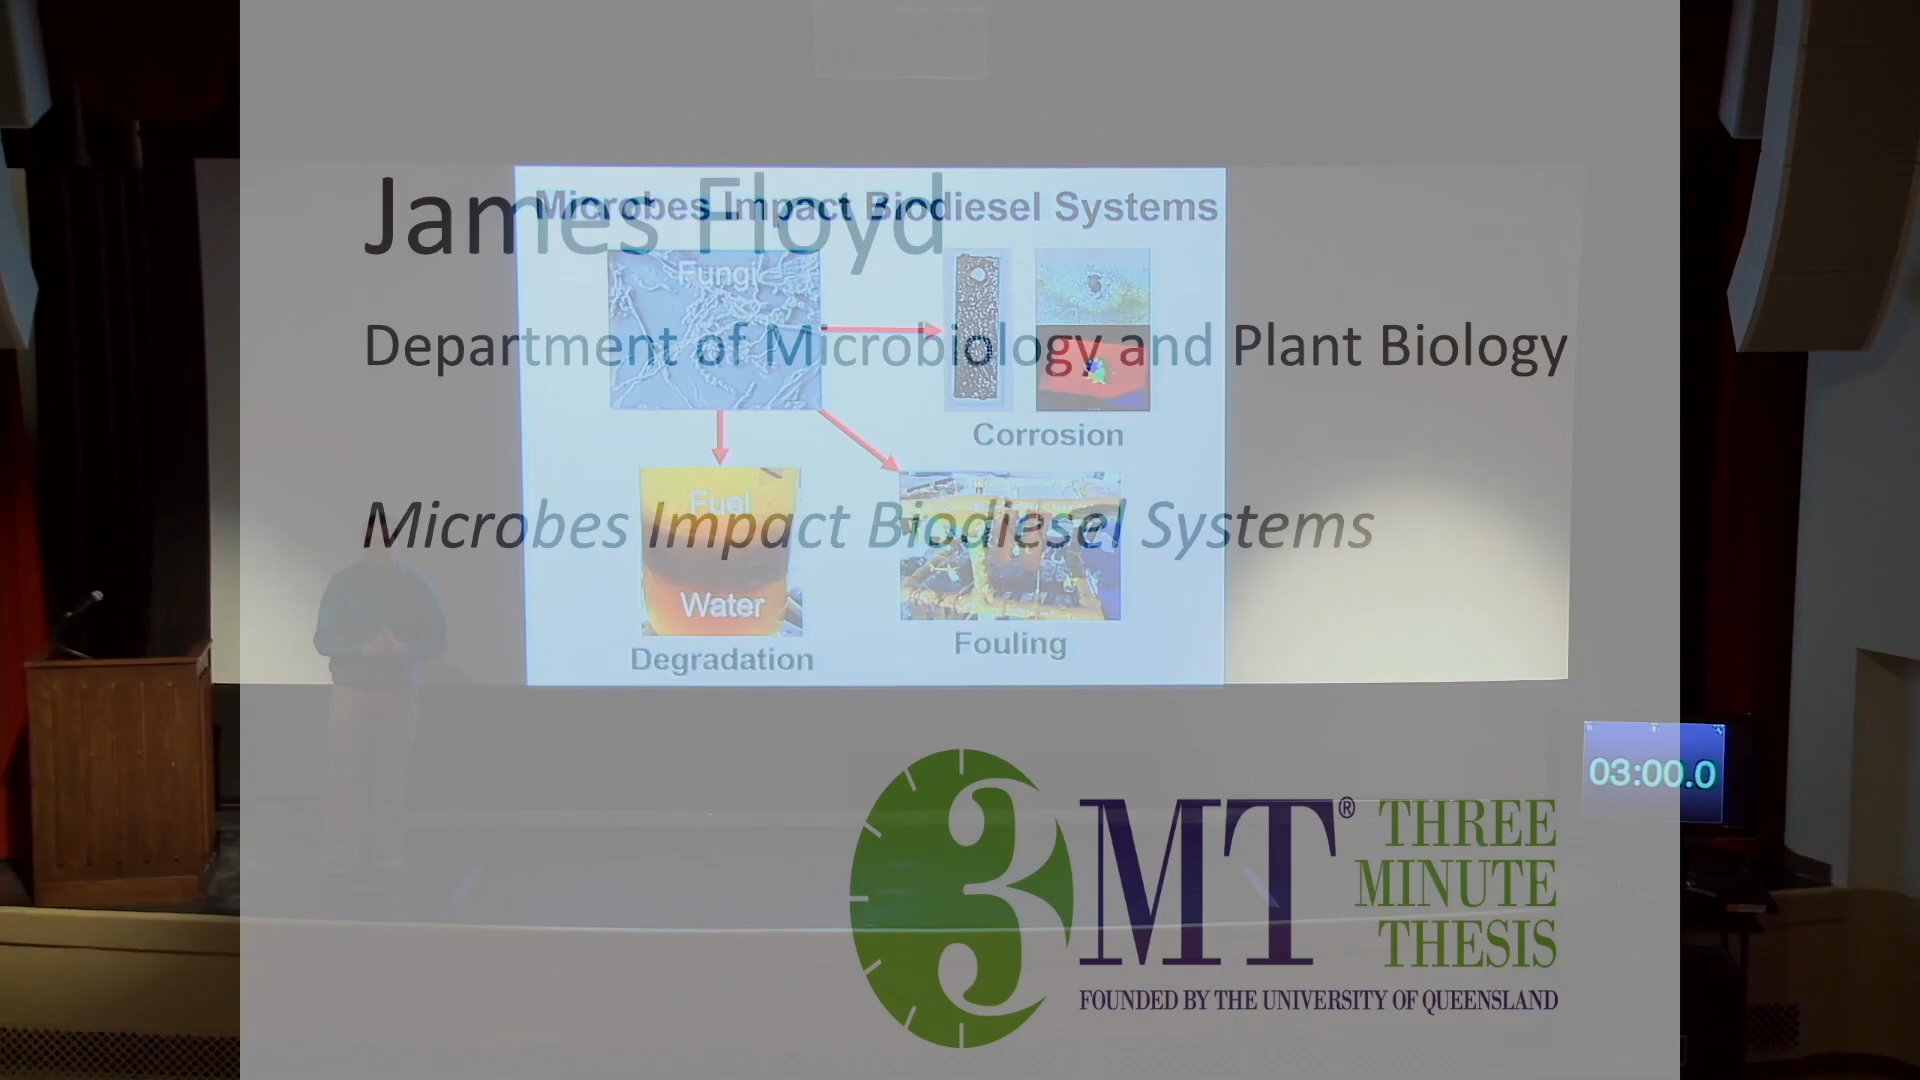 James Floyd
Department of Microbiology and Plant Biology
Microbes Impact Biodiesel Systems
Microbes Impact Biodiesel Systems
Fungi
Corrosion
Fuel
Water
Degradation
Fouling
03:00.0
3MT® THREE
MINUTE
THESIS
FOUNDED BY THE UNIVERSITY OF QUEENSLAND